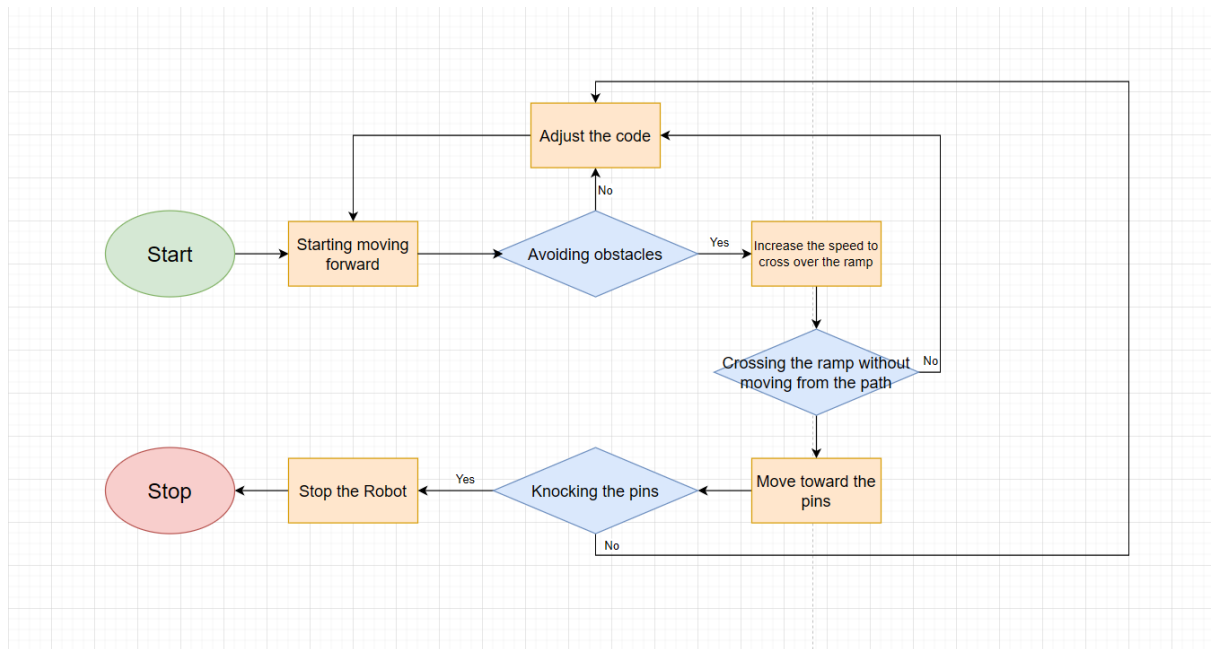 Adjust the code
No
Start
Starting moving
forward
Avoiding obstacles
Yes
Increase the speed to
cross over the ramp
Crossing the ramp without
moving from the path
No
Stop
Stop the Robot
Yes
Knocking the pins
Move toward the
pins
No